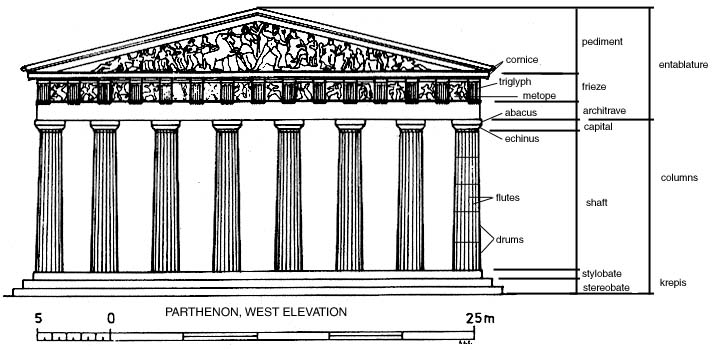 pediment
entablature
cornice
triglyph
frieze
metope
abacus
architrave
capital
echinus
columns
flutes
shaft
drums
stylobate
krepis
stereobate
PARTHENON, WEST ELEVATION
5 0 25m